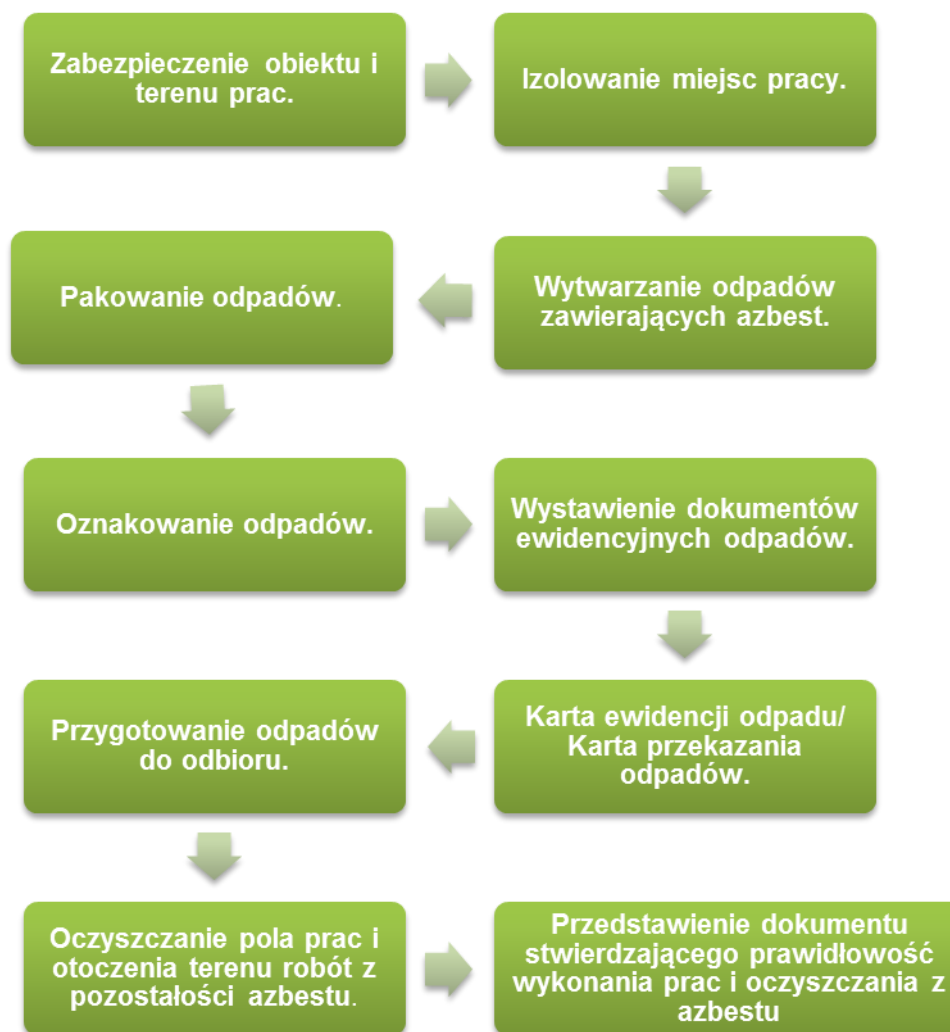 Zabezpieczenie obiektu i
terenu prac.
Izolowanie miejsc pracy.
Wytwarzanie odpadów
zawierających azbest.
Pakowanie odpadów.
Oznakowanie odpadów.
Wystawienie dokumentów
ewidencyjnych odpadów.
Karta ewidencji odpadu/
Karta przekazania
odpadów.
Przygotowanie odpadów
do odbioru.
Oczyszczanie pola prac i
otoczenia terenu robót z
pozostałości azbestu.
Przedstawienie dokumentu
stwierdzającego prawidłowość
wykonania prac i oczyszczania z
azbestu